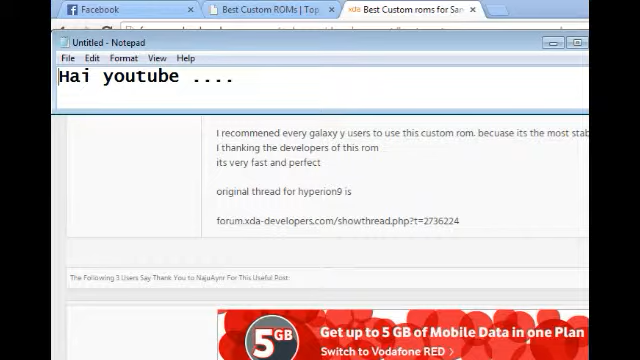 Facebook
Best Custom ROMs | Top
xda Best Custom roms for Sam
Untitled - Notepad
File Edit Format View Help
Hai youtube ....
I recommened every galaxy y users to use this custom rom. becuase its the most stab
I thanking the developers of this rom
its very fast and perfect
original thread for hyperion9 is
forum.xda-developers.com/showthread.php?t=2736224
The Following 3 Users Say Thank You to NajuAynr For This Useful Post:
5 GB
Get up to 5 GB of Mobile Data in one Plan
Switch to Vodafone RED >